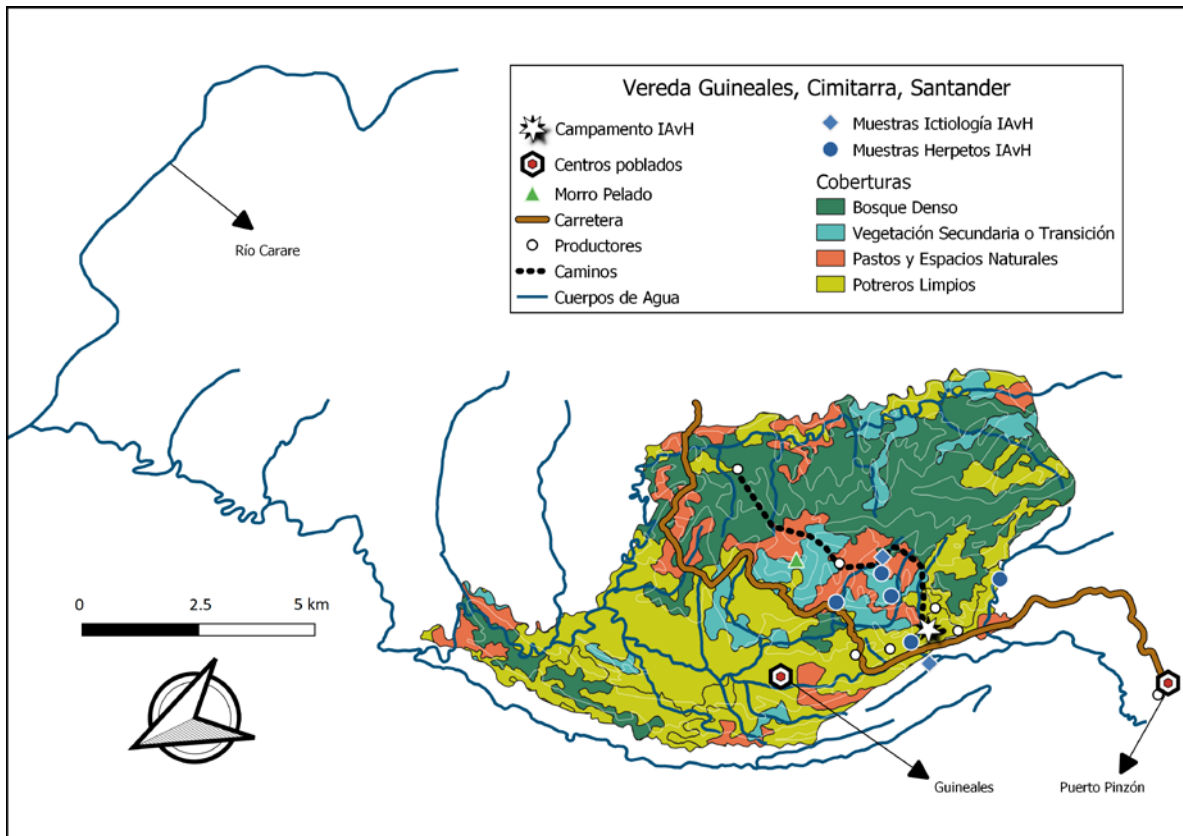 Vereda Guineales, Cimitarra, Santander
Campamento IAvH
Centros poblados
Morro Pelado
Carretera
Productores
Caminos
Cuerpos de Agua
Muestras Ictiología IAvH
Muestras Herpetos IAvH
Coberturas
Bosque Denso
Vegetación Secundaria o Transición
Pastos y Espacios Naturales
Potreros Limpios
Río Carare
0 2.5 5 km
Guineales
Puerto Pinzón